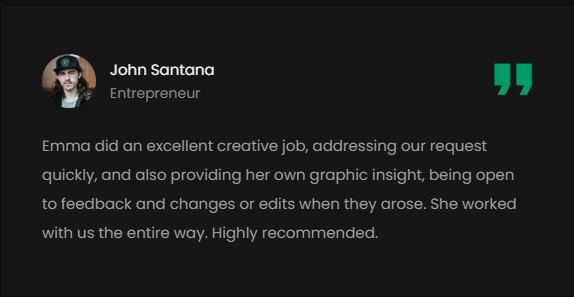 John Santana
Entrepreneur
Emma did an excellent creative job, addressing our request
quickly, and also providing her own graphic insight, being open
to feedback and changes or edits when they arose. She worked
with us the entire way. Highly recommended.